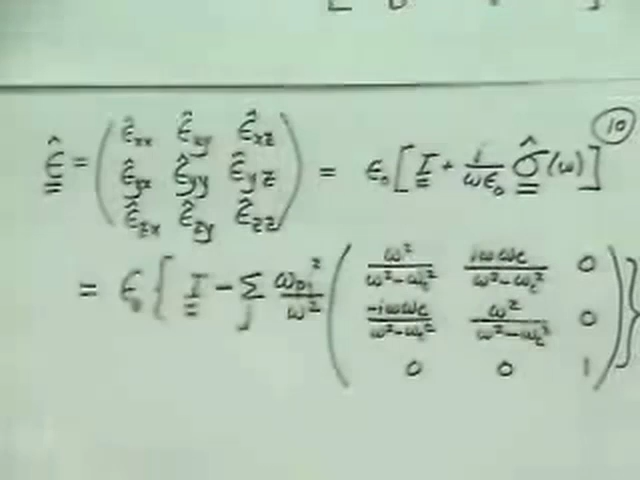 10
ε̂ = ( ε̂xx ε̂xy ε̂xz
ε̂yx ε̂yy ε̂yz
ε̂zx ε̂zy ε̂zz ) = ε₀ [ I + i/ωε₀ σ̂(ω) ]
= ε₀ { I - Σj ωpj²/ω² ( ω²/ω²-ωc² iωωc/ω²-ωc² 0
-iωωc/ω²-ωc² ω²/ω²-ωc² 0
0 0 1 ) }